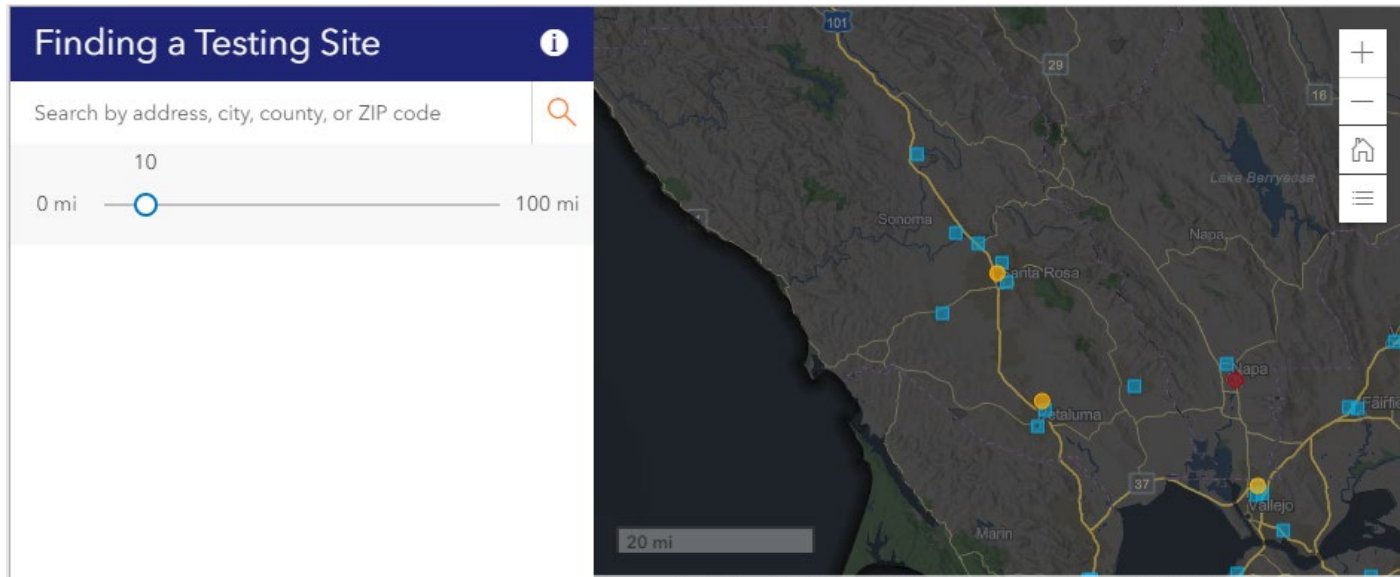 Finding a Testing Site
Search by address, city, county, or ZIP code
10
0 mi
100 mi
101
29
16
Lake Berryessa
Sonoma
1
Napa
Santa Rosa
Napa
Petaluma
37
Vallejo
20 mi
Marin